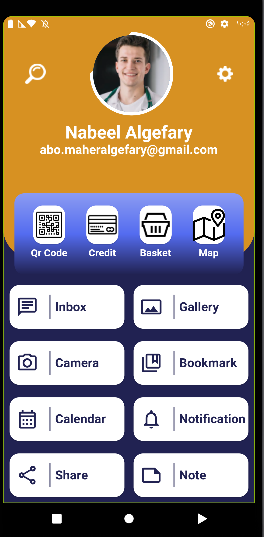 Nabeel Algefary
abo.maheralgefary@gmail.com
Qr Code Credit Basket Map
Inbox Gallery
Camera Bookmark
Calendar Notification
Share Note